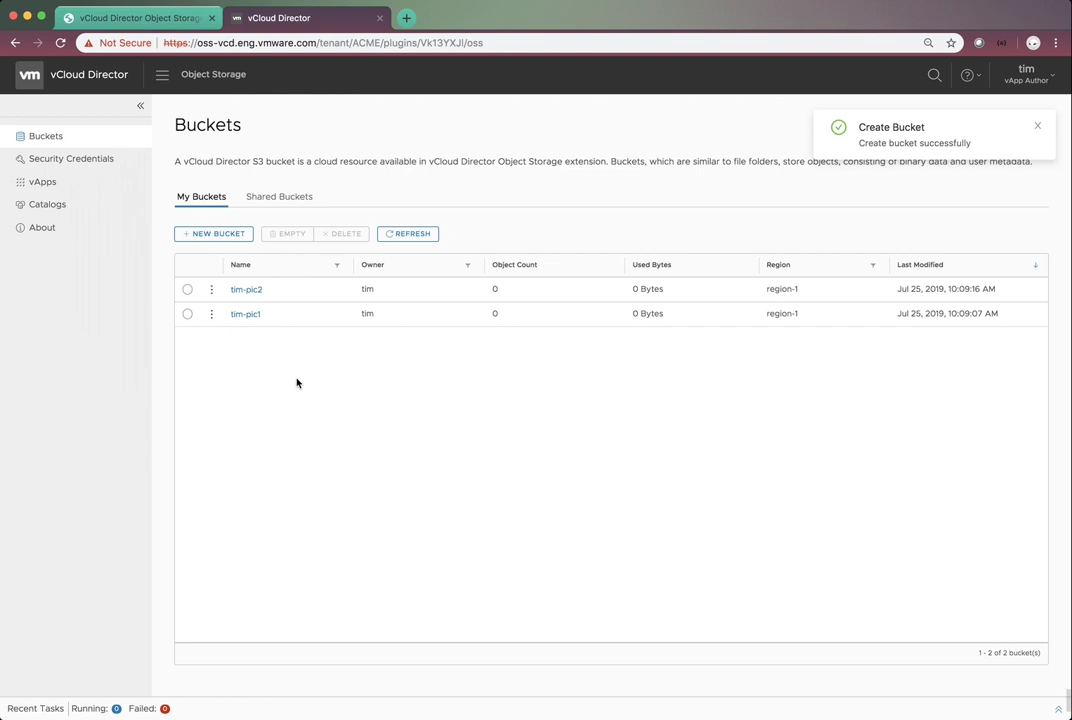 vCloud Director Object Storage
vm vCloud Director
Not Secure https://oss-vcd.eng.vmware.com/tenant/ACME/plugins/Vk13YXJl/oss
vm vCloud Director
Object Storage
tim
vApp Author
Buckets
Security Credentials
vApps
Catalogs
About
Buckets
Create Bucket
Create bucket successfully
A vCloud Director S3 bucket is a cloud resource available in vCloud Director Object Storage extension. Buckets, which are similar to file folders, store objects, consisting of binary data and user metadata.
My Buckets Shared Buckets
+ NEW BUCKET EMPTY × DELETE REFRESH
Name Owner Object Count Used Bytes Region Last Modified
tim-pic2 tim 0 0 Bytes region-1 Jul 25, 2019, 10:09:16 AM
tim-pic1 tim 0 0 Bytes region-1 Jul 25, 2019, 10:09:07 AM
1 - 2 of 2 bucket(s)
Recent Tasks Running: 0 Failed: 0